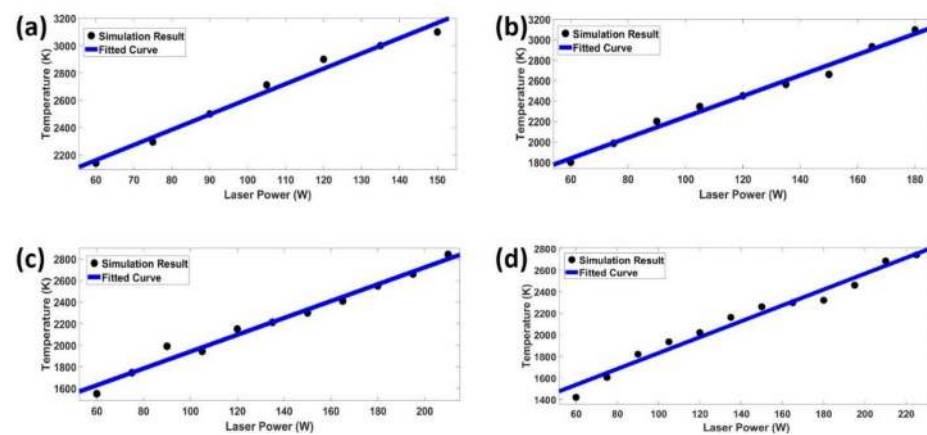 (a)
3200
3000
2800
2600
2400
2200
Temperature (K)
Simulation Result
Fitted Curve
60 70 80 90 100 110 120 130 140 150
Laser Power (W)
(b)
3200
3000
2800
2600
2400
2200
2000
1800
Temperature (K)
Simulation Result
Fitted Curve
60 80 100 120 140 160 180
Laser Power (W)
(c)
2800
2600
2400
2200
2000
1800
1600
Temperature (K)
Simulation Result
Fitted Curve
60 80 100 120 140 160 180 200
Laser Power (W)
(d)
2800
2600
2400
2200
2000
1800
1600
1400
Temperature (K)
Simulation Result
Fitted Curve
60 80 100 120 140 160 180 200 220
Laser Power (W)